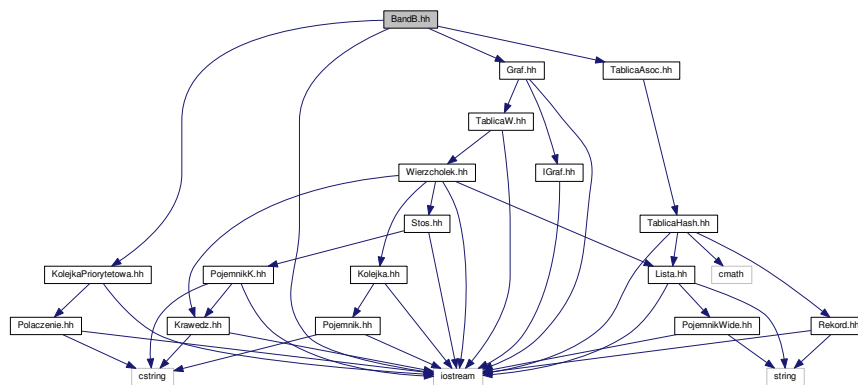 BandB.hh
Graf.hh
TablicaAsoc.hh
TablicaW.hh
Wierzcholek.hh
IGraf.hh
Stos.hh
TablicaHash.hh
KolejkaPriorytetowa.hh
PojemnikK.hh
Kolejka.hh
Lista.hh
cmath
Polaczenie.hh
Krawedz.hh
Pojemnik.hh
PojemnikWide.hh
Rekord.hh
cstring
iostream
string